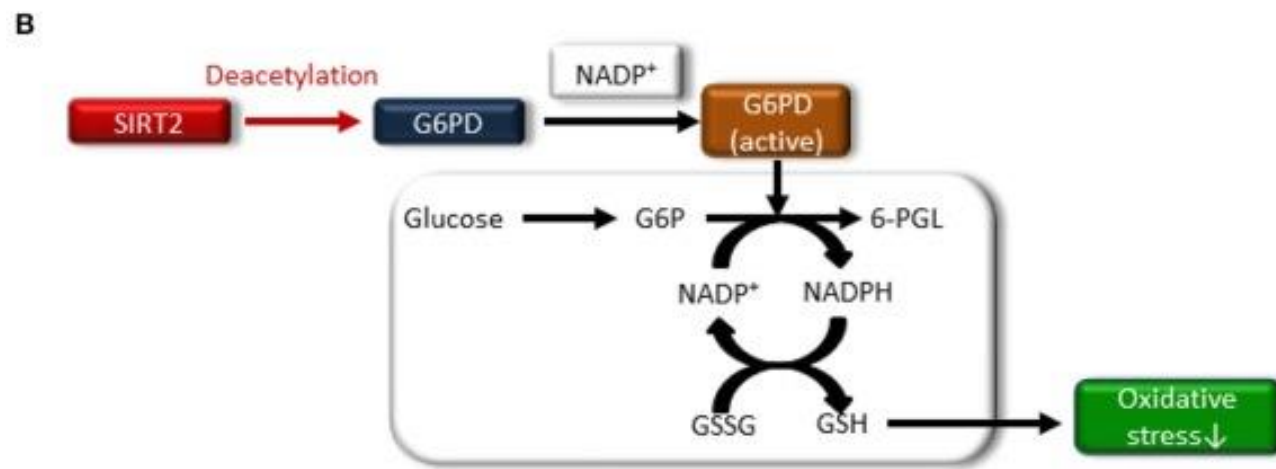 B
Deacetylation
NADP⁺
SIRT2
G6PD
G6PD
(active)
Glucose
G6P
6-PGL
NADP⁺
NADPH
GSSG
GSH
Oxidative
stress↓